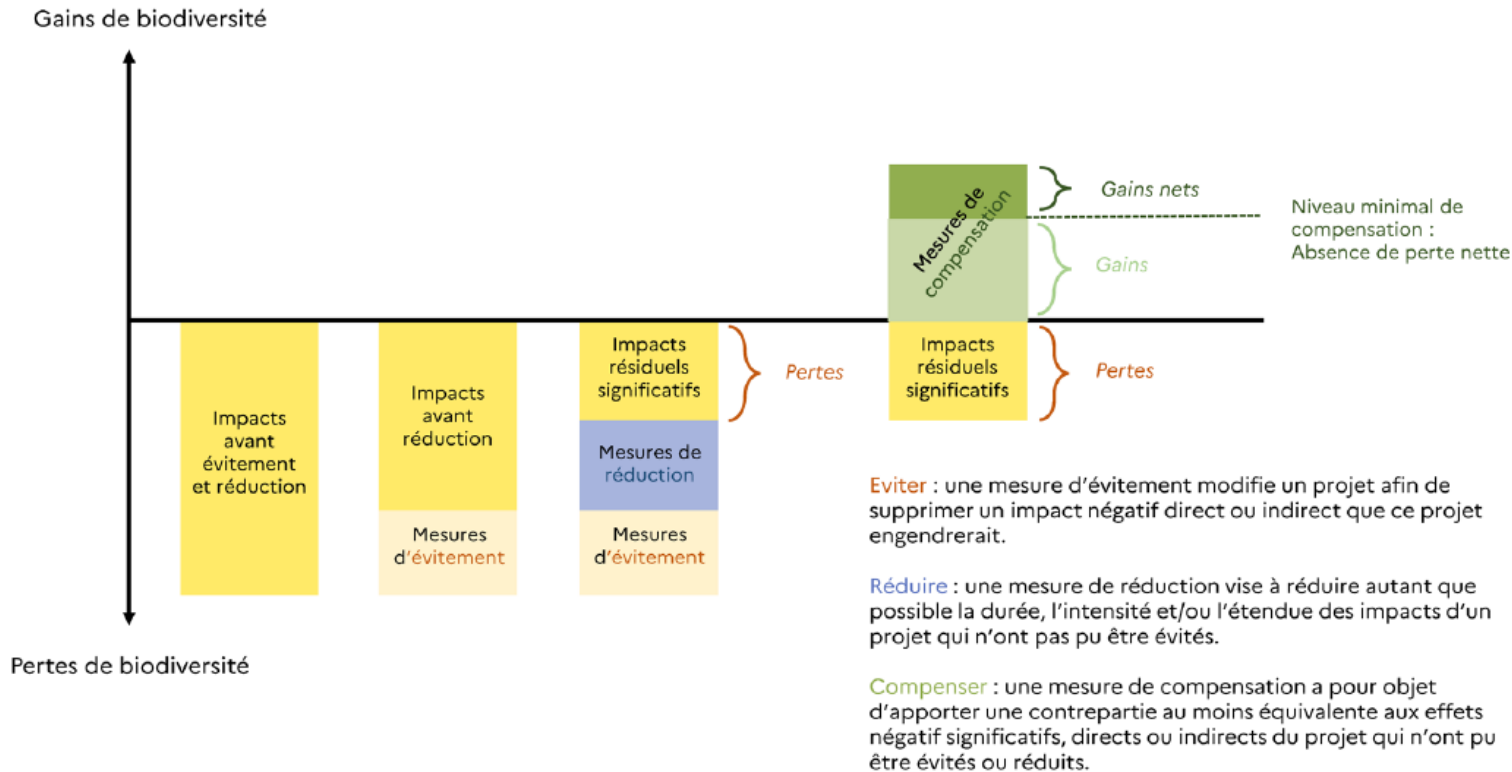 Gains de biodiversité
Mesures de
compensation
Gains nets
Gains
Niveau minimal de
compensation :
Absence de perte nette
Impacts
avant
évitement
et réduction
Impacts
avant
réduction
Mesures
d'évitement
Impacts
résiduels
significatifs
Pertes
Mesures de
réduction
Mesures
d'évitement
Impacts
résiduels
significatifs
Pertes
Pertes de biodiversité
Eviter : une mesure d'évitement modifie un projet afin de
supprimer un impact négatif direct ou indirect que ce projet
engendrerait.
Réduire : une mesure de réduction vise à réduire autant que
possible la durée, l'intensité et/ou l'étendue des impacts d'un
projet qui n'ont pas pu être évités.
Compenser : une mesure de compensation a pour objet
d'apporter une contrepartie au moins équivalente aux effets
négatif significatifs, directs ou indirects du projet qui n'ont pu
être évités ou réduits.